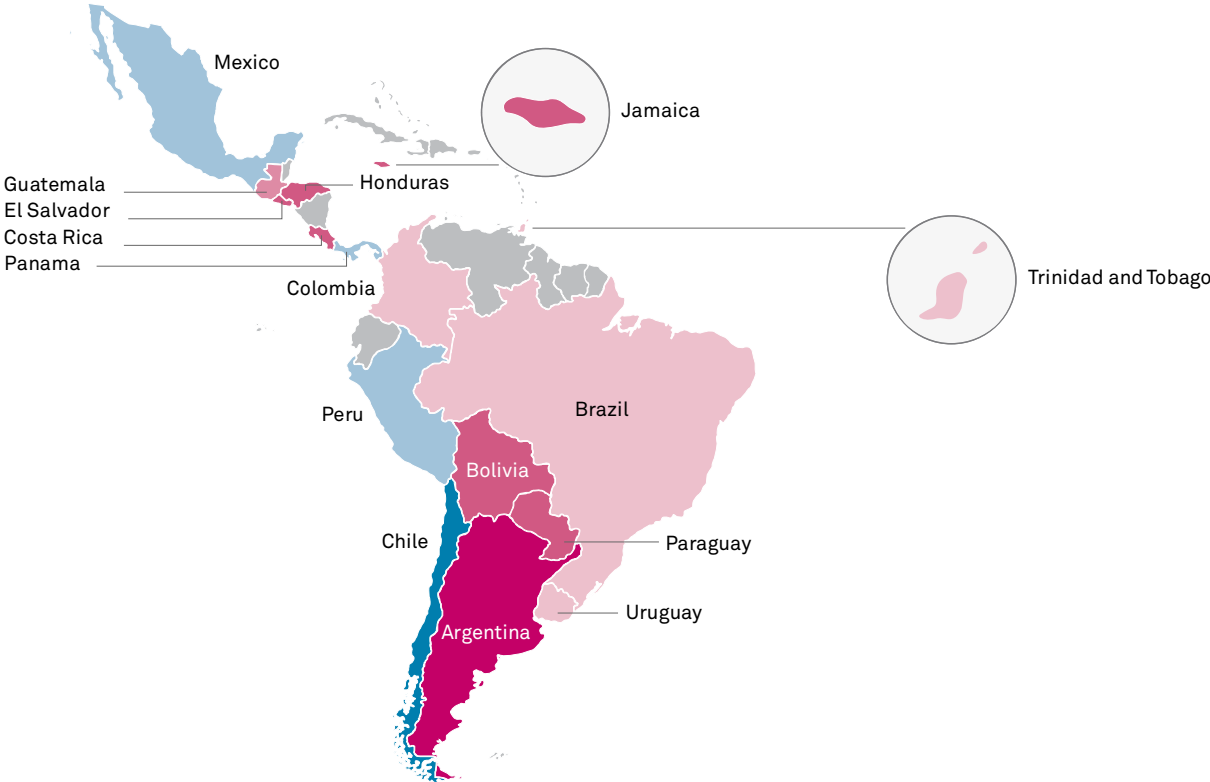 Mexico
Jamaica
Guatemala
Honduras
El Salvador
Costa Rica
Panama
Colombia
Trinidad and Tobago
Peru
Brazil
Bolivia
Chile
Paraguay
Uruguay
Argentina